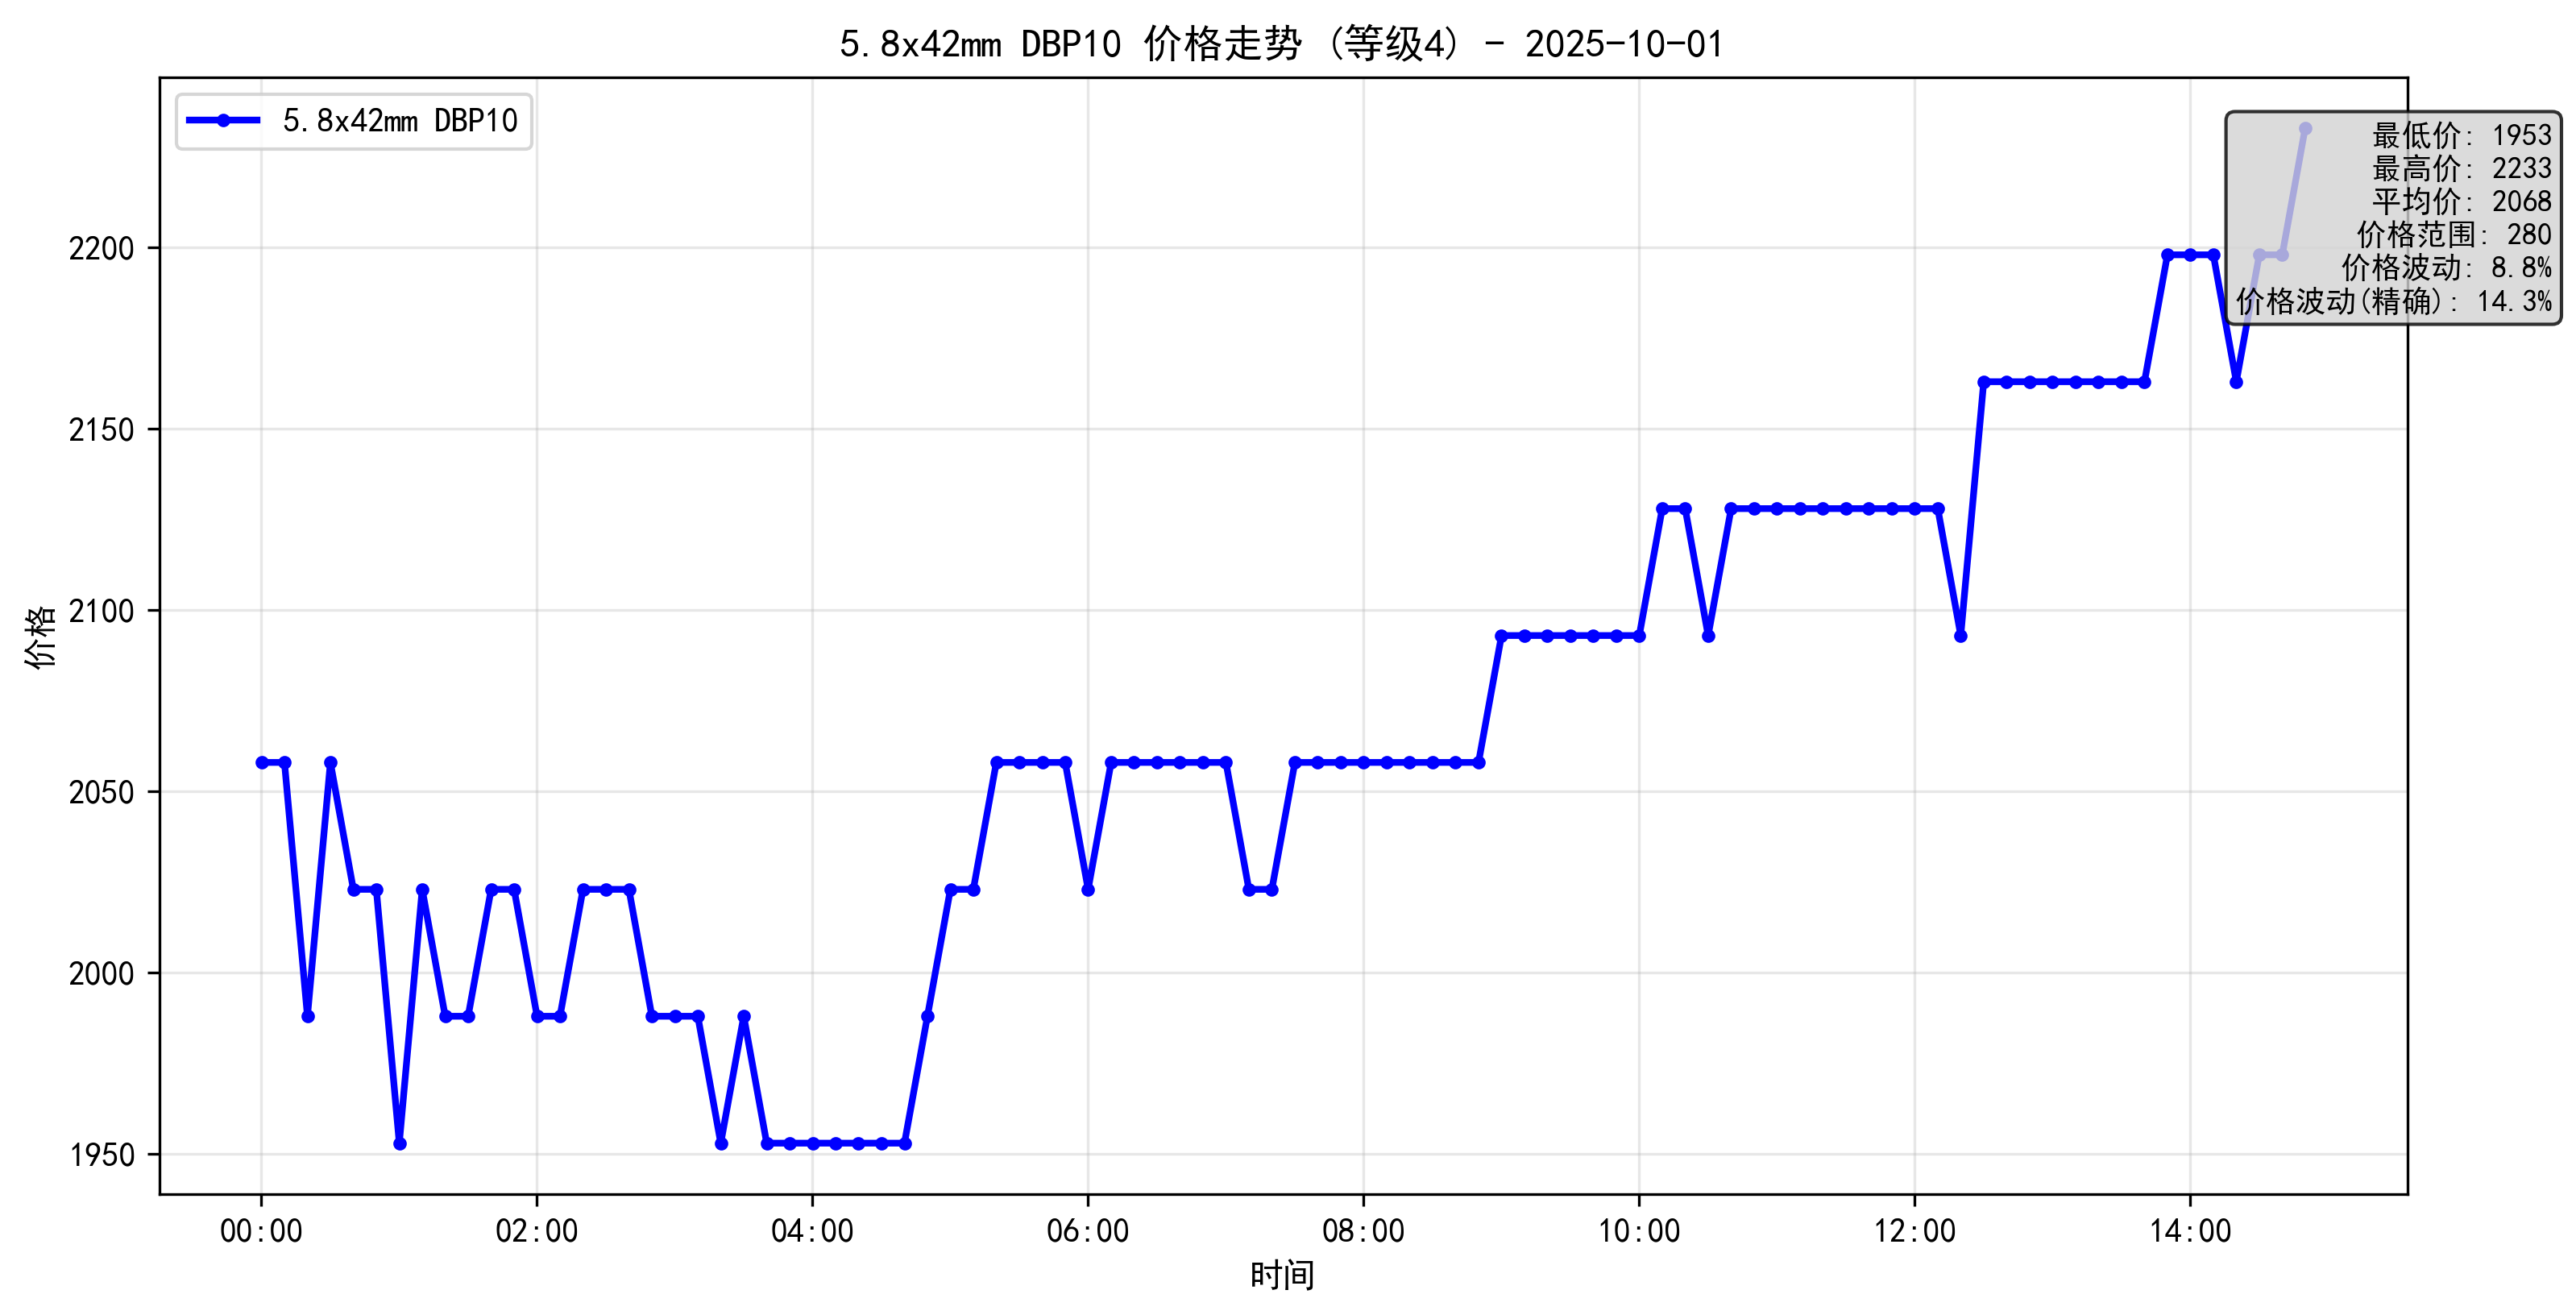 5.8x42mm DBP10 价格走势 (等级4) - 2025-10-01
5.8x42mm DBP10
最低价: 1953
最高价: 2233
平均价: 2068
价格范围: 280
价格波动: 8.8%
价格波动(精确): 14.3%
价格
2200
2150
2100
2050
2000
1950
00:00 02:00 04:00 06:00 08:00 10:00 12:00 14:00
时间